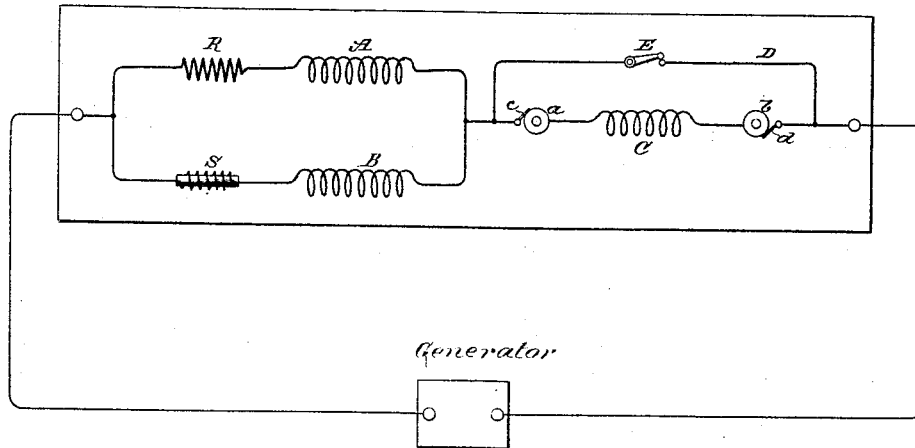 R A E D
c a b
C d
S B
Generator